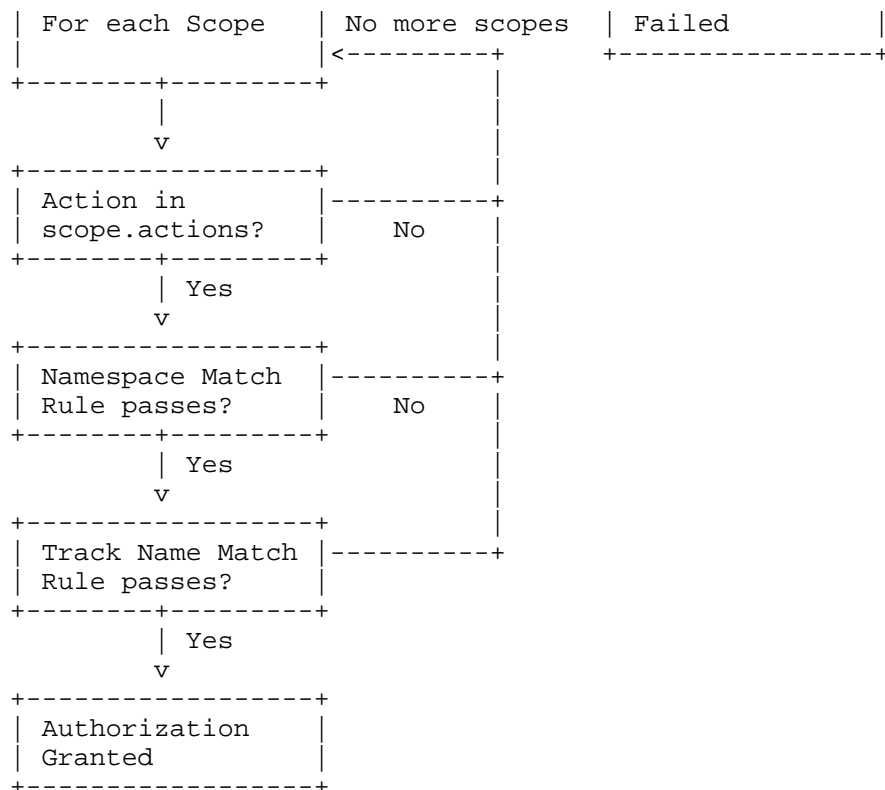 For each Scope No more scopes Failed
Action in
scope.actions? No
Yes
v
Namespace Match
Rule passes? No
Yes
v
Track Name Match
Rule passes?
Yes
v
Authorization
Granted